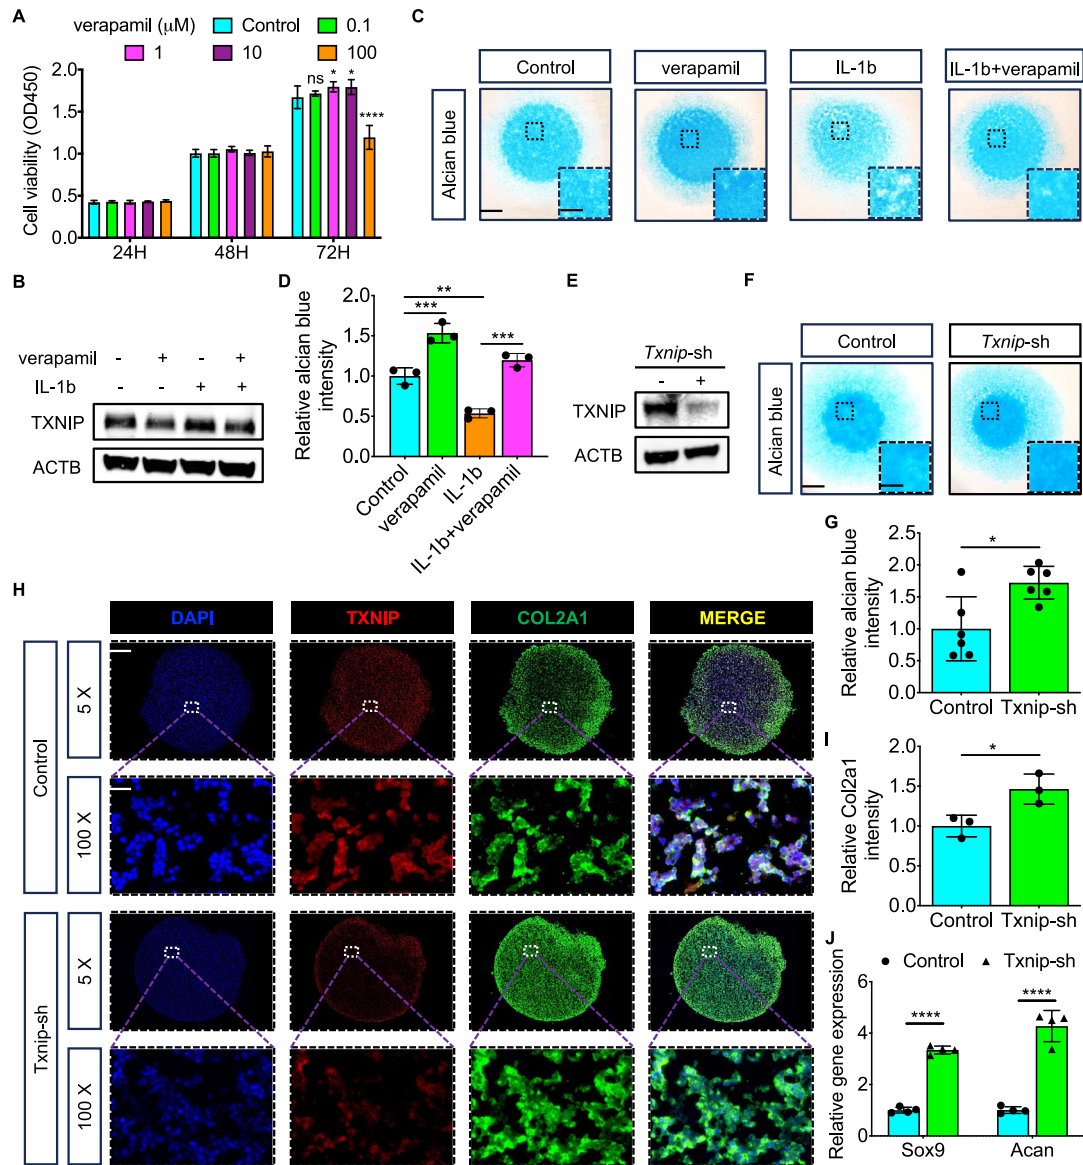 A
verapamil (μM) Control 0.1
1 10 100
Cell viability (OD450)
2.0
1.5
1.0
0.5
0.0
ns * * ****
24H 48H 72H
B
verapamil - + - +
IL-1b - - + +
TXNIP
ACTB
C
Control verapamil IL-1b IL-1b+verapamil
Alcian blue
D
Relative alcian blue
intensity
2.0
1.5
1.0
0.5
0.0
**
*** ***
Control
verapamil
IL-1b
IL-1b+verapamil
E
Txnip-sh
- +
TXNIP
ACTB
F
Control Txnip-sh
Alcian blue
G
Relative alcian blue
intensity
2.5
2.0
1.5
1.0
0.5
0.0
*
Control Txnip-sh
H
DAPI TXNIP COL2A1 MERGE
Control
5 X
100 X
Txnip-sh
5 X
100 X
I
Relative Col2a1
intensity
2.0
1.5
1.0
0.5
0.0
*
Control Txnip-sh
J
Control Txnip-sh
Relative gene expression
6
4
2
0
**** ****
Sox9 Acan